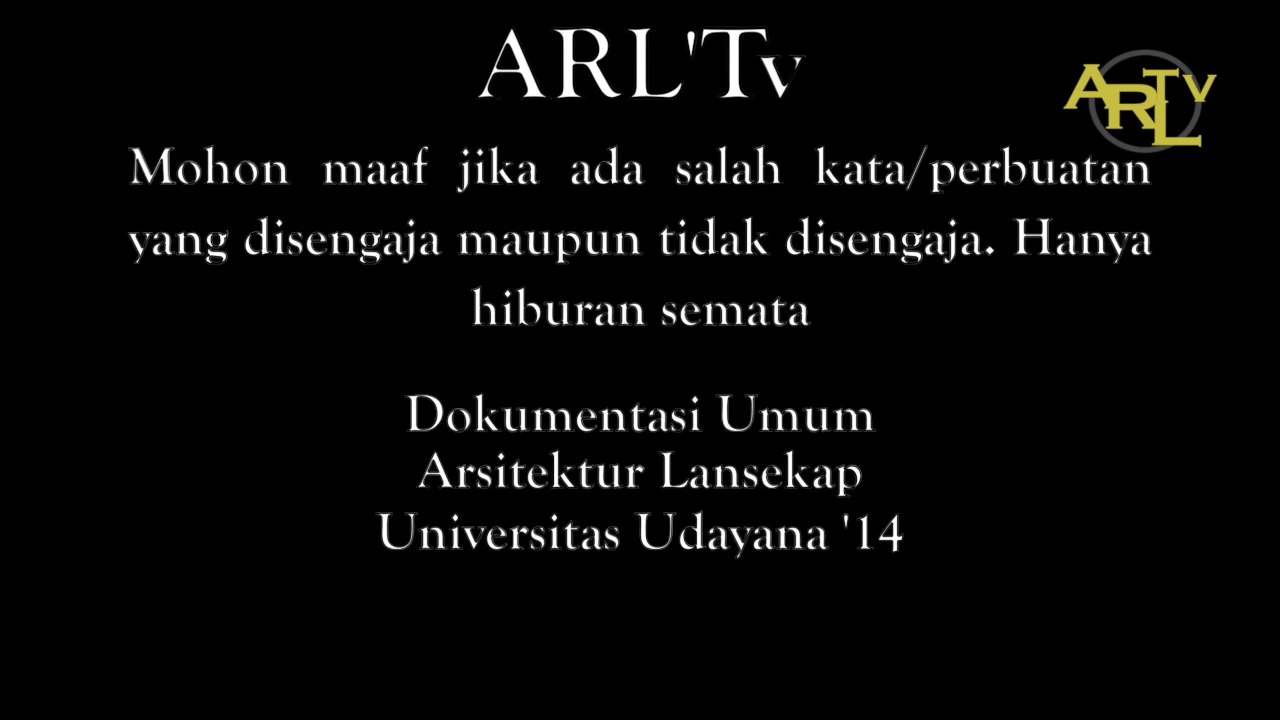 ARL'Tv
ARLTv
Mohon maaf jika ada salah kata/perbuatan
yang disengaja maupun tidak disengaja. Hanya
hiburan semata
Dokumentasi Umum
Arsitektur Lansekap
Universitas Udayana '14